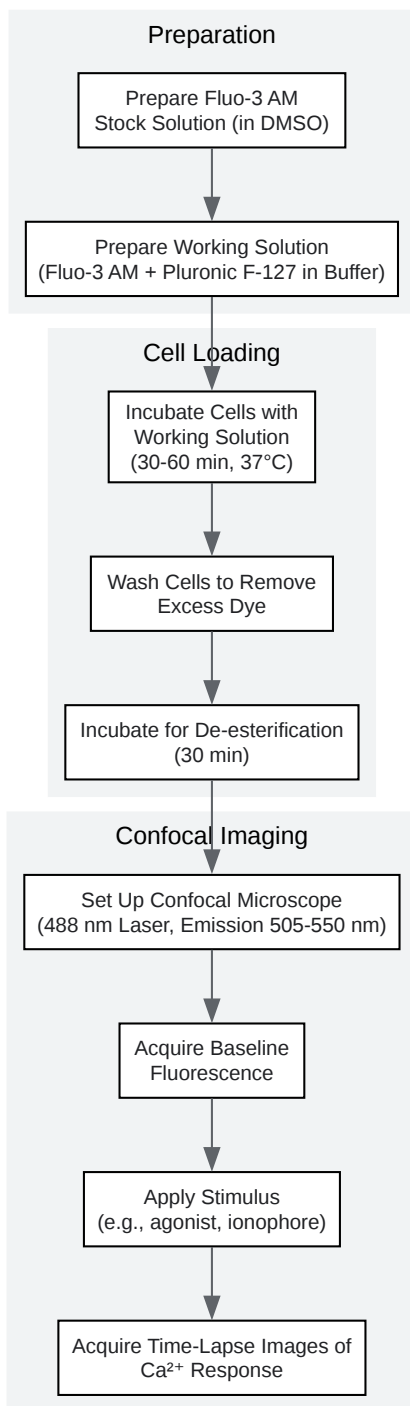 Preparation
Prepare Fluo-3 AM
Stock Solution (in DMSO)
Prepare Working Solution
(Fluo-3 AM + Pluronic F-127 in Buffer)
Cell Loading
Incubate Cells with
Working Solution
(30-60 min, 37°C)
Wash Cells to Remove
Excess Dye
Incubate for De-esterification
(30 min)
Confocal Imaging
Set Up Confocal Microscope
(488 nm Laser, Emission 505-550 nm)
Acquire Baseline
Fluorescence
Apply Stimulus
(e.g., agonist, ionophore)
Acquire Time-Lapse Images of
Ca²⁺ Response